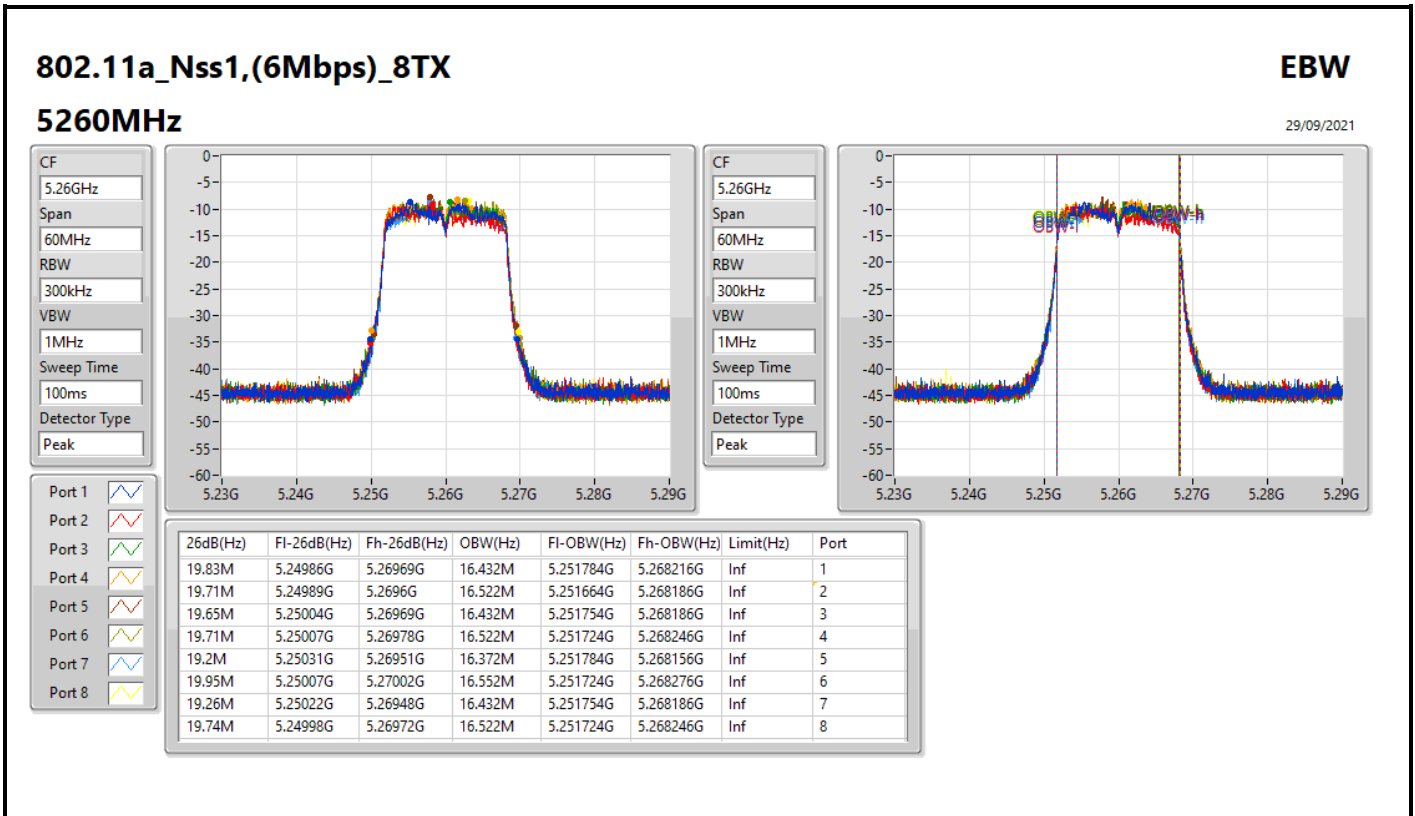 802.11a_Nss1,(6Mbps)_8TX
EBW
5260MHz
29/09/2021
CF
5.26GHz
Span
60MHz
RBW
300kHz
VBW
1MHz
Sweep Time
100ms
Detector Type
Peak
0
-5
-10
-15
-20
-25
-30
-35
-40
-45
-50
-55
-60
5.23G 5.24G 5.25G 5.26G 5.27G 5.28G 5.29G
CF
5.26GHz
Span
60MHz
RBW
300kHz
VBW
1MHz
Sweep Time
100ms
Detector Type
Peak
0
-5
-10
-15
-20
-25
-30
-35
-40
-45
-50
-55
-60
5.23G 5.24G 5.25G 5.26G 5.27G 5.28G 5.29G
Port 1
Port 2
Port 3
Port 4
Port 5
Port 6
Port 7
Port 8
26dB(Hz) Fl-26dB(Hz) Fh-26dB(Hz) OBW(Hz) Fl-OBW(Hz) Fh-OBW(Hz) Limit(Hz) Port
19.83M 5.24986G 5.26969G 16.432M 5.251784G 5.268216G Inf 1
19.71M 5.24989G 5.2696G 16.522M 5.251664G 5.268186G Inf 2
19.65M 5.25004G 5.26969G 16.432M 5.251754G 5.268186G Inf 3
19.71M 5.25007G 5.26978G 16.522M 5.251724G 5.268246G Inf 4
19.2M 5.25031G 5.26951G 16.372M 5.251784G 5.268156G Inf 5
19.95M 5.25007G 5.27002G 16.552M 5.251724G 5.268276G Inf 6
19.26M 5.25022G 5.26948G 16.432M 5.251754G 5.268186G Inf 7
19.74M 5.24998G 5.26972G 16.522M 5.251724G 5.268246G Inf 8